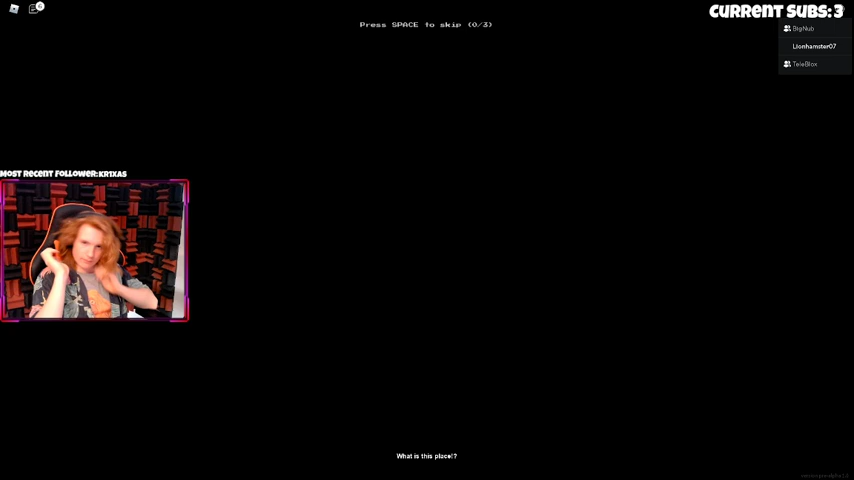 6
CURRENT SUBS: 3
Press SPACE to skip (0/3)
BigNub
Lionhamster07
TeleBlox
MOST RECENT FOLLOWER:KR1XAS
What is this place!?